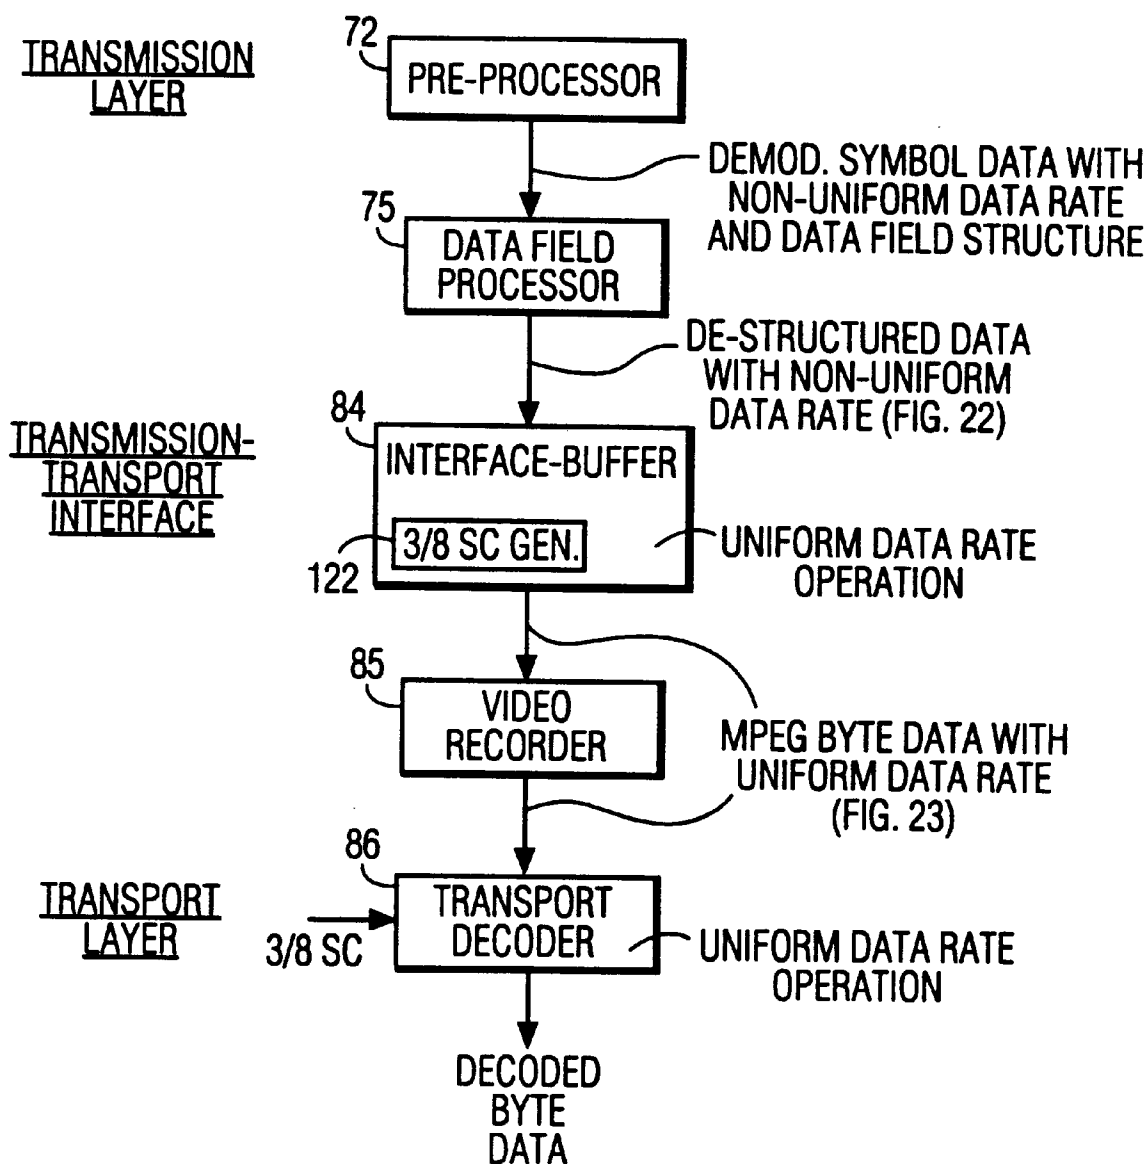 72
TRANSMISSION
LAYER
PRE-PROCESSOR
DEMOD. SYMBOL DATA WITH
NON-UNIFORM DATA RATE
AND DATA FIELD STRUCTURE
75
DATA FIELD
PROCESSOR
DE-STRUCTURED DATA
WITH NON-UNIFORM
DATA RATE (FIG. 22)
84
TRANSMISSION-
TRANSPORT
INTERFACE
INTERFACE-BUFFER
3/8 SC GEN.
122
UNIFORM DATA RATE
OPERATION
85
VIDEO
RECORDER
MPEG BYTE DATA WITH
UNIFORM DATA RATE
(FIG. 23)
86
TRANSPORT
LAYER
3/8 SC
TRANSPORT
DECODER
UNIFORM DATA RATE
OPERATION
DECODED
BYTE
DATA